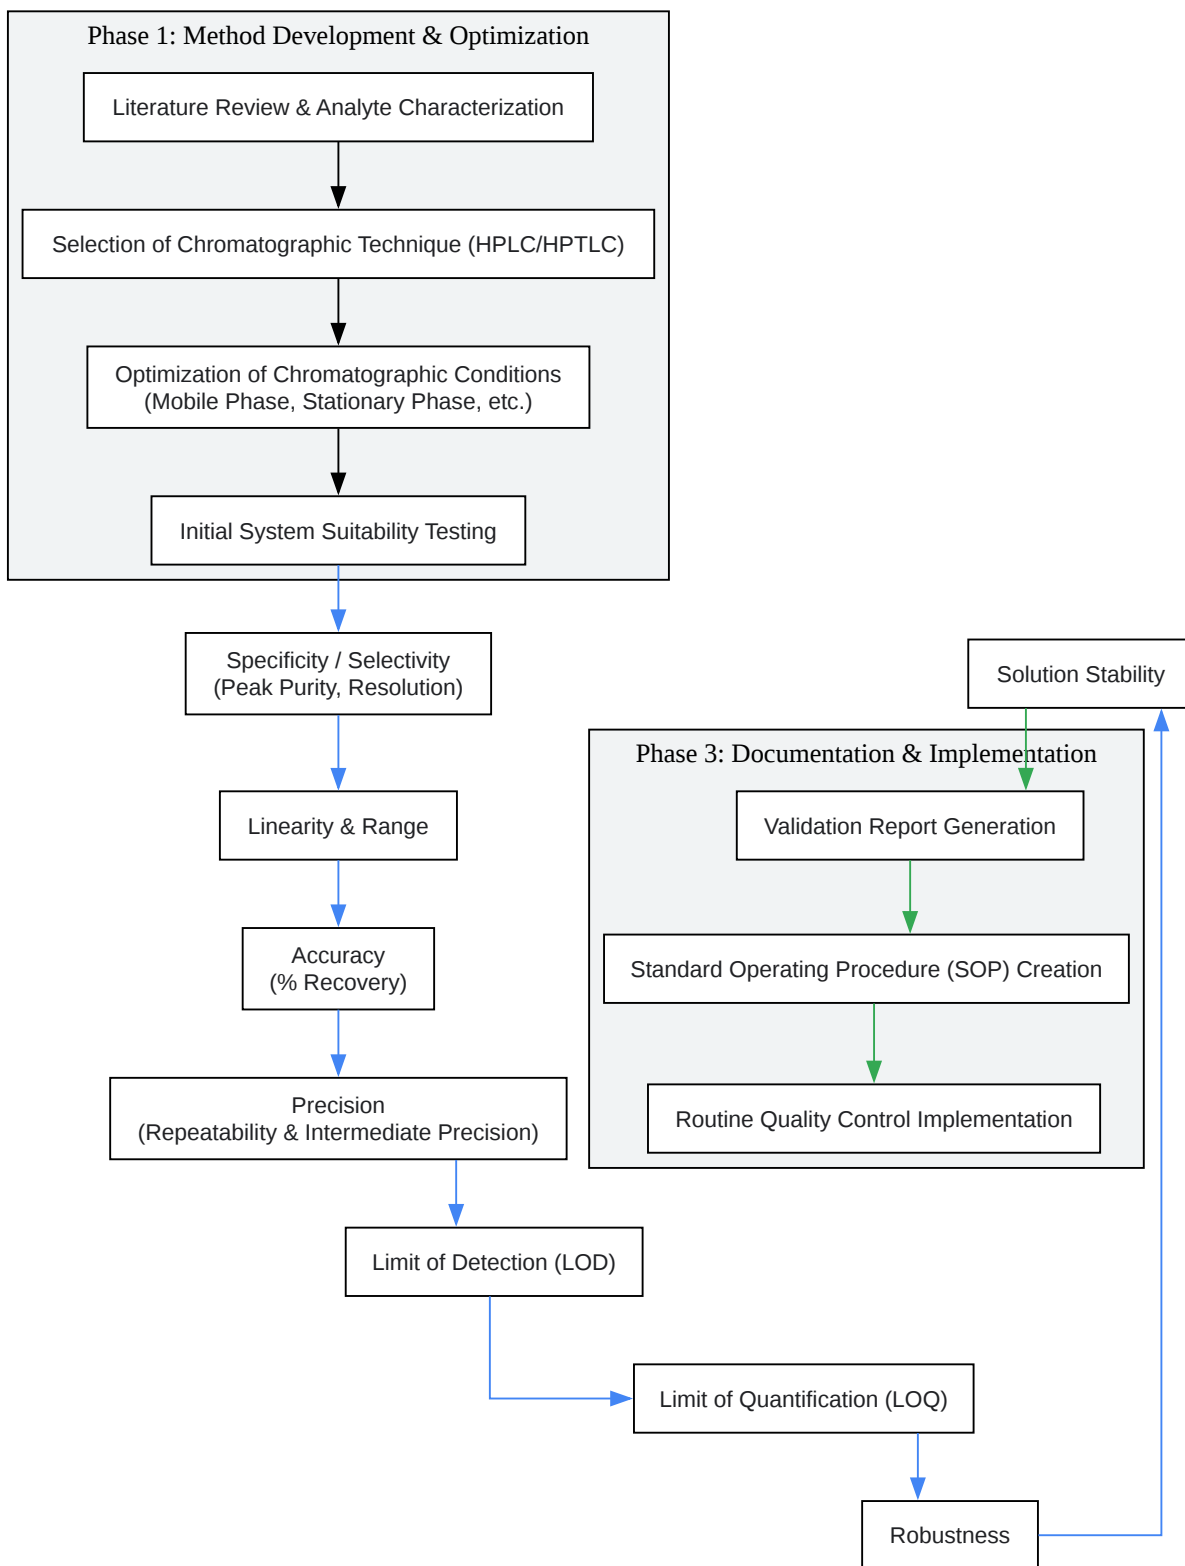 Phase 1: Method Development & Optimization
Literature Review & Analyte Characterization
Selection of Chromatographic Technique (HPLC/HPTLC)
Optimization of Chromatographic Conditions
(Mobile Phase, Stationary Phase, etc.)
Initial System Suitability Testing
Specificity / Selectivity
(Peak Purity, Resolution)
Linearity & Range
Accuracy
(% Recovery)
Precision
(Repeatability & Intermediate Precision)
Limit of Detection (LOD)
Limit of Quantification (LOQ)
Robustness
Solution Stability
Phase 3: Documentation & Implementation
Validation Report Generation
Standard Operating Procedure (SOP) Creation
Routine Quality Control Implementation